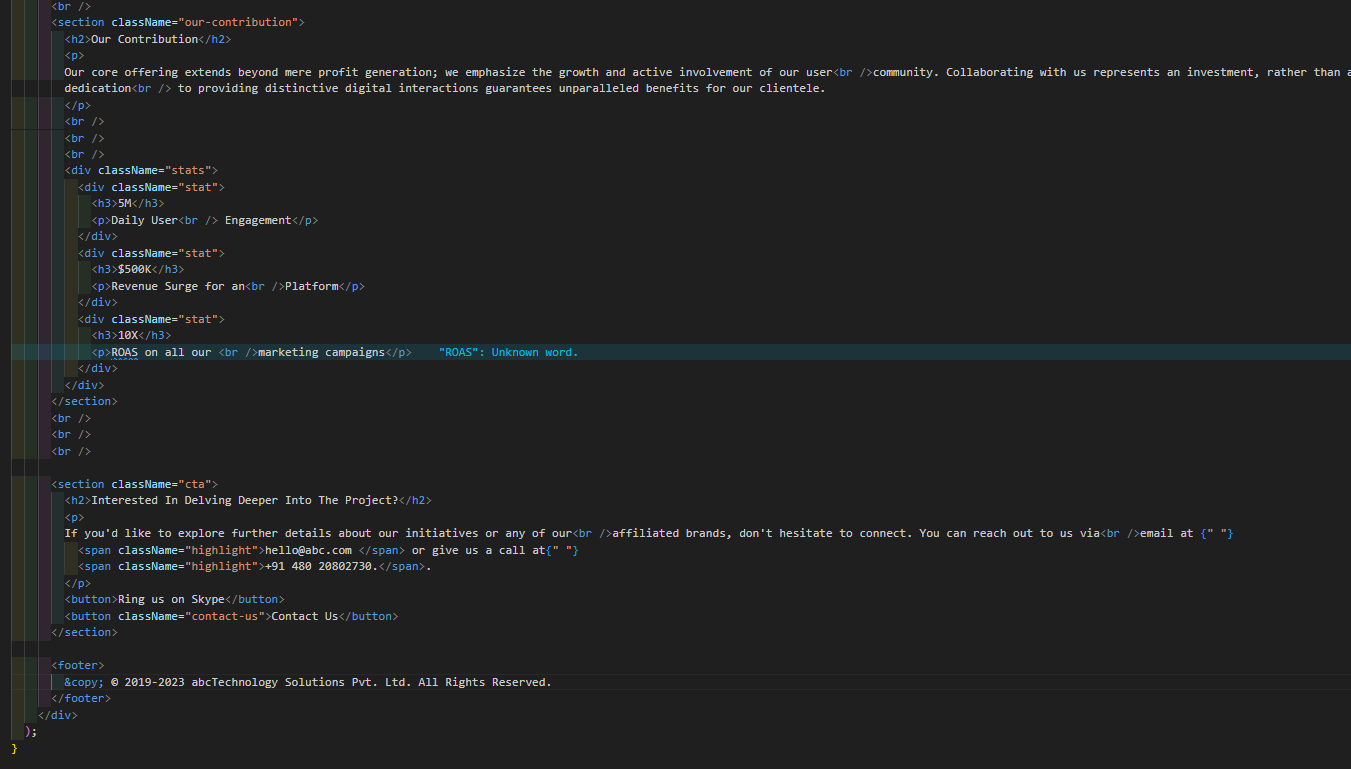 <br />
<section className="our-contribution">
<h2>Our Contribution</h2>
<p>
Our core offering extends beyond mere profit generation; we emphasize the growth and active involvement of our user<br />community. Collaborating with us represents an investment, rather than a
dedication<br /> to providing distinctive digital interactions guarantees unparalleled benefits for our clientele.
</p>
<br />
<br />
<br />
<div className="stats">
<div className="stat">
<h3>5M</h3>
<p>Daily User<br /> Engagement</p>
</div>
<div className="stat">
<h3>$500K</h3>
<p>Revenue Surge for an<br />Platform</p>
</div>
<div className="stat">
<h3>10X</h3>
<p>ROAS on all our <br />marketing campaigns</p> "ROAS": Unknown word.
</div>
</div>
</section>
<br />
<br />
<br />
<section className="cta">
<h2>Interested In Delving Deeper Into The Project?</h2>
<p>
If you'd like to explore further details about our initiatives or any of our<br />affiliated brands, don't hesitate to connect. You can reach out to us via<br />email at {" "}
<span className="highlight">hello@abc.com </span> or give us a call at{" "}
<span className="highlight">+91 480 20802730.</span>.
</p>
<button>Ring us on Skype</button>
<button className="contact-us">Contact Us</button>
</section>
<footer>
&copy; © 2019-2023 abcTechnology Solutions Pvt. Ltd. All Rights Reserved.
</footer>
</div>
);
}